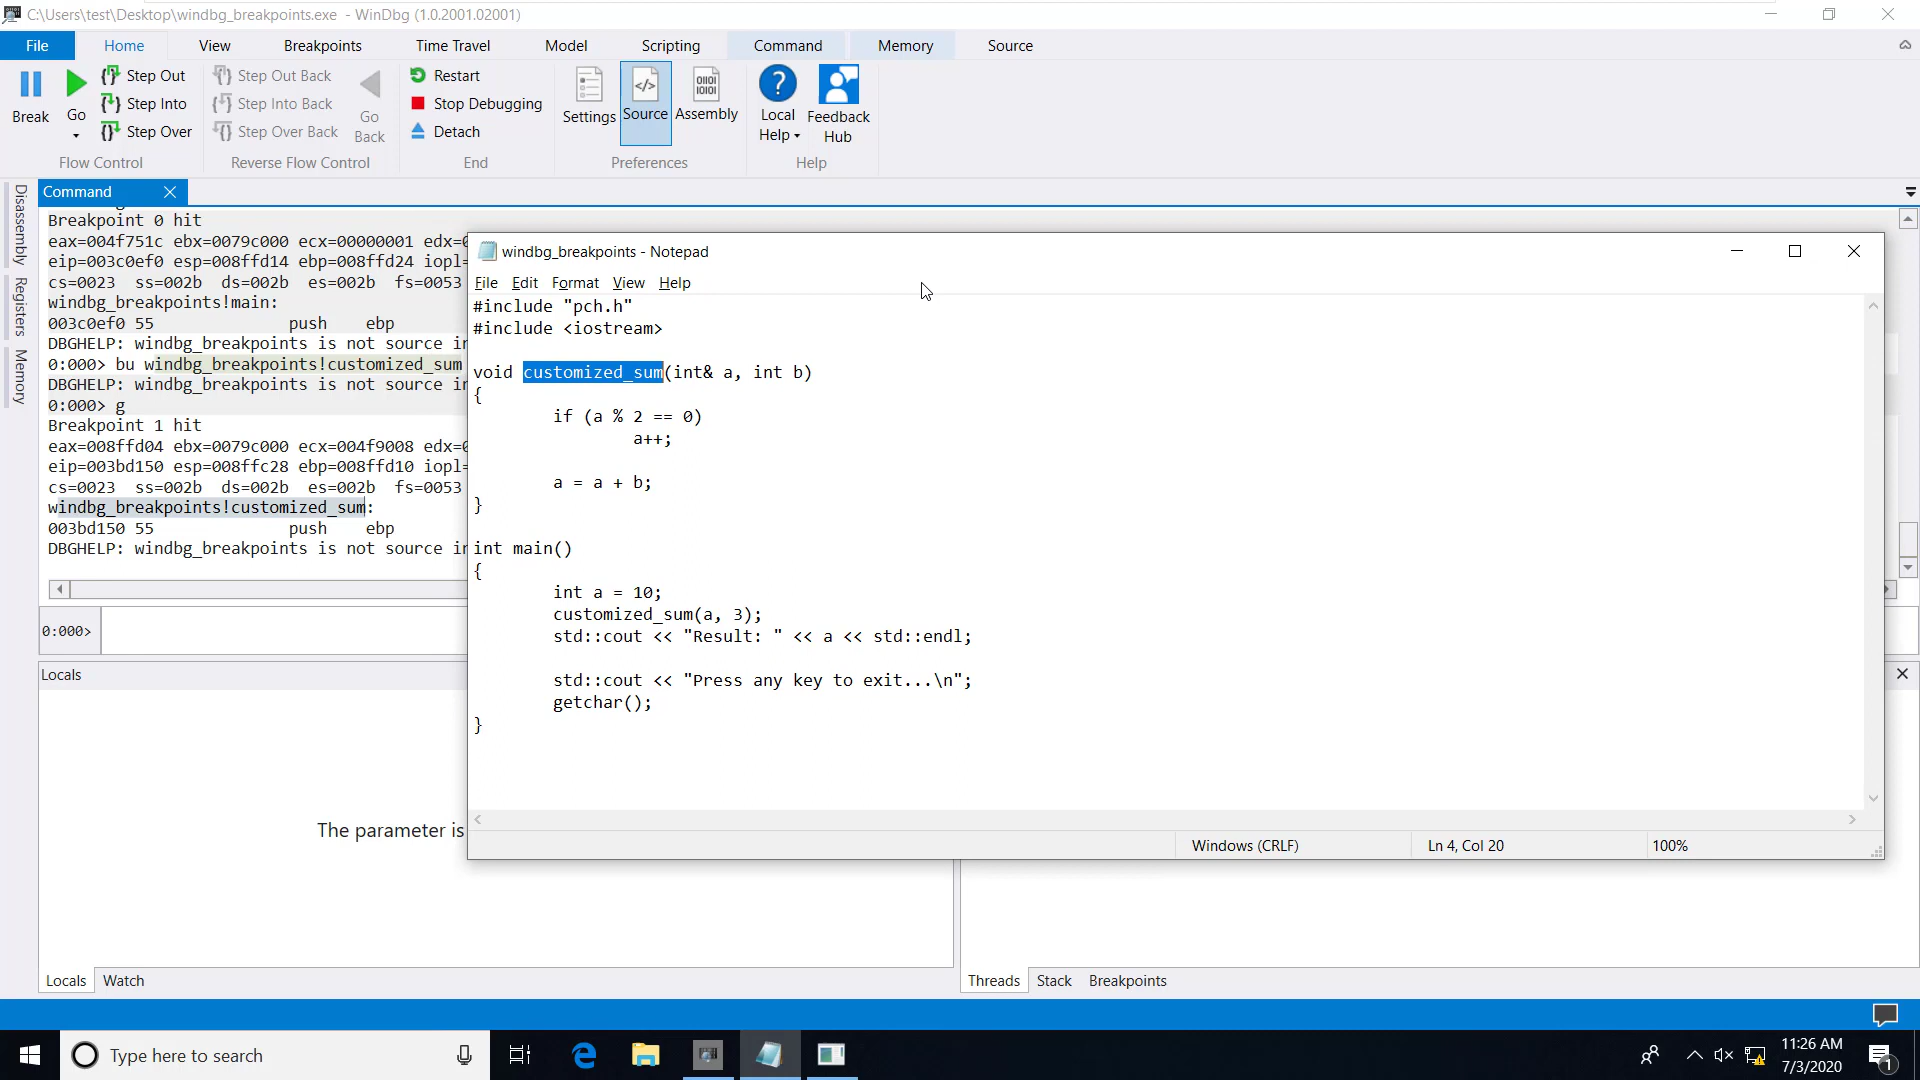 C:\Users\test\Desktop\windbg_breakpoints.exe - WinDbg (1.0.2001.02001)
File Home View Breakpoints Time Travel Model Scripting Command Memory Source
Break
Go
Step Out
Step Into
Step Over
Flow Control
Step Out Back
Step Into Back
Step Over Back
Go Back
Reverse Flow Control
Restart
Stop Debugging
Detach
End
Settings
Source
Assembly
Preferences
Local Help
Feedback Hub
Help
Disassembly
Registers
Memory
Command
Breakpoint 0 hit
eax=004f751c ebx=0079c000 ecx=00000001 edx=0
eip=003c0ef0 esp=008ffd14 ebp=008ffd24 iopl=
cs=0023 ss=002b ds=002b es=002b fs=0053
windbg_breakpoints!main:
003c0ef0 55 push ebp
DBGHELP: windbg_breakpoints is not source in
0:000> bu windbg_breakpoints!customized_sum
DBGHELP: windbg_breakpoints is not source in
0:000> g
Breakpoint 1 hit
eax=008ffd04 ebx=0079c000 ecx=004f9008 edx=0
eip=003bd150 esp=008ffc28 ebp=008ffd10 iopl=
cs=0023 ss=002b ds=002b es=002b fs=0053
windbg_breakpoints!customized_sum:
003bd150 55 push ebp
DBGHELP: windbg_breakpoints is not source in
0:000>
Locals
The parameter is
Locals Watch
Threads Stack Breakpoints
windbg_breakpoints - Notepad
File Edit Format View Help
#include "pch.h"
#include <iostream>
void customized_sum(int& a, int b)
{
if (a % 2 == 0)
a++;
a = a + b;
}
int main()
{
int a = 10;
customized_sum(a, 3);
std::cout << "Result: " << a << std::endl;
std::cout << "Press any key to exit...\n";
getchar();
}
Windows (CRLF) Ln 4, Col 20 100%
Type here to search
11:26 AM
7/3/2020
1